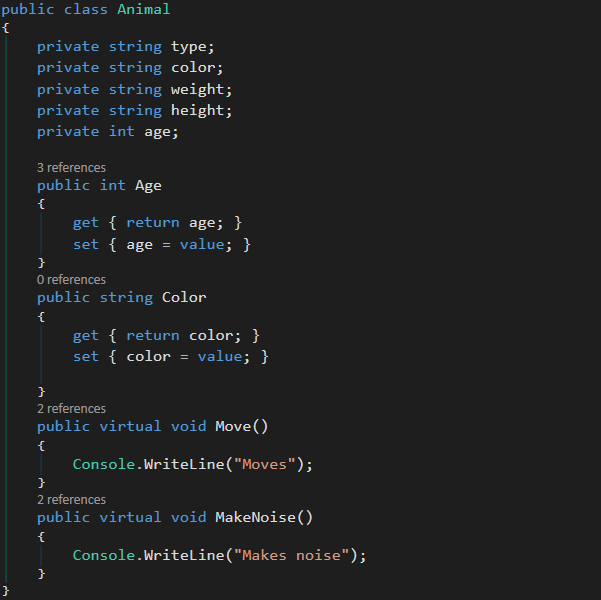 public class Animal
{
    private string type;
    private string color;
    private string weight;
    private string height;
    private int age;

    3 references
    public int Age
    {
        get { return age; }
        set { age = value; }
    }
    0 references
    public string Color
    {
        get { return color; }
        set { color = value; }

    }
    2 references
    public virtual void Move()
    {
        Console.WriteLine("Moves");
    }
    2 references
    public virtual void MakeNoise()
    {
        Console.WriteLine("Makes noise");
    }
}